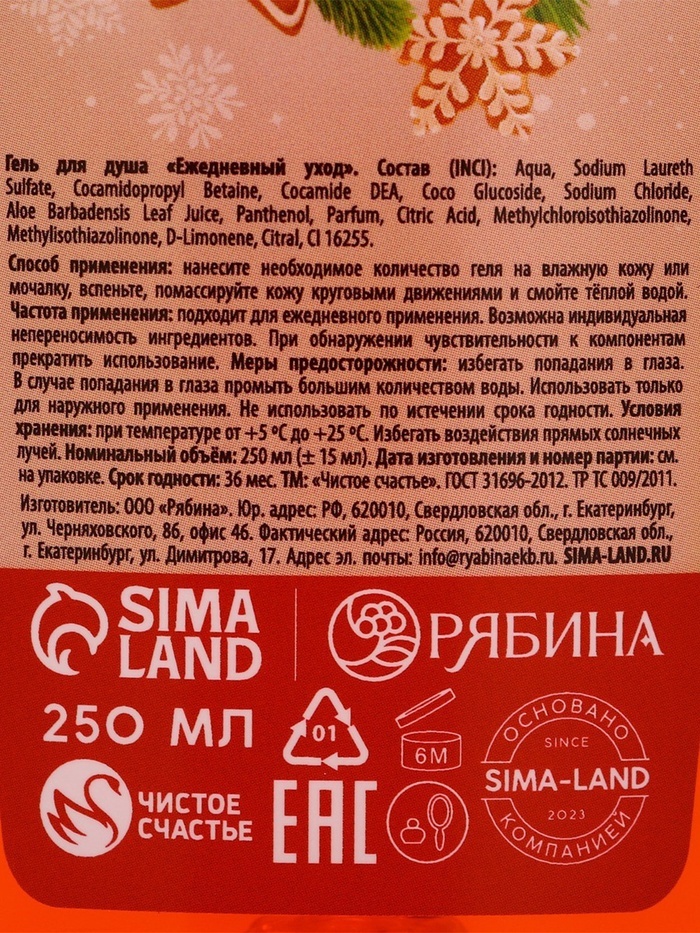 Гель для душа «Ежедневный уход». Состав (INCI): Aqua, Sodium Laureth
Sulfate, Cocamidopropyl Betaine, Cocamide DEA, Coco Glucoside, Sodium Chloride,
Aloe Barbadensis Leaf Juice, Panthenol, Parfum, Citric Acid, Methylchloroisothiazolinone,
Methylisothiazolinone, D-Limonene, Citral, CI 16255.
Способ применения: нанесите необходимое количество геля на влажную кожу или
мочалку, вспеньте, помассируйте кожу круговыми движениями и смойте тёплой водой.
Частота применения: подходит для ежедневного применения. Возможна индивидуальная
непереносимость ингредиентов. При обнаружении чувствительности к компонентам
прекратить использование. Меры предосторожности: избегать попадания в глаза.
В случае попадания в глаза промыть большим количеством воды. Использовать только
для наружного применения. Не использовать по истечении срока годности. Условия
хранения: при температуре от +5 ºС до +25 ºС. Избегать воздействия прямых солнечных
лучей. Номинальный объём: 250 мл (± 15 мл). Дата изготовления и номер партии: см.
на упаковке. Срок годности: 36 мес. ТМ: «Чистое счастье». ГОСТ 31696-2012. ТР ТС 009/2011.
Изготовитель: ООО «Рябина». Юр. адрес: РФ, 620010, Свердловская обл., г. Екатеринбург,
ул. Черняховского, 86, офис 46. Фактический адрес: Россия, 620010, Свердловская обл.,
г. Екатеринбург, ул. Димитрова, 17. Адрес эл. почты: info@ryabinaekb.ru. SIMA-LAND.RU
SIMA
LAND
РЯБИНА
250 МЛ
01
6М
ОСНОВАНО
SINCE
SIMA-LAND
2023
КОМПАНИЕЙ
ЧИСТОЕ
СЧАСТЬЕ
ЕАС